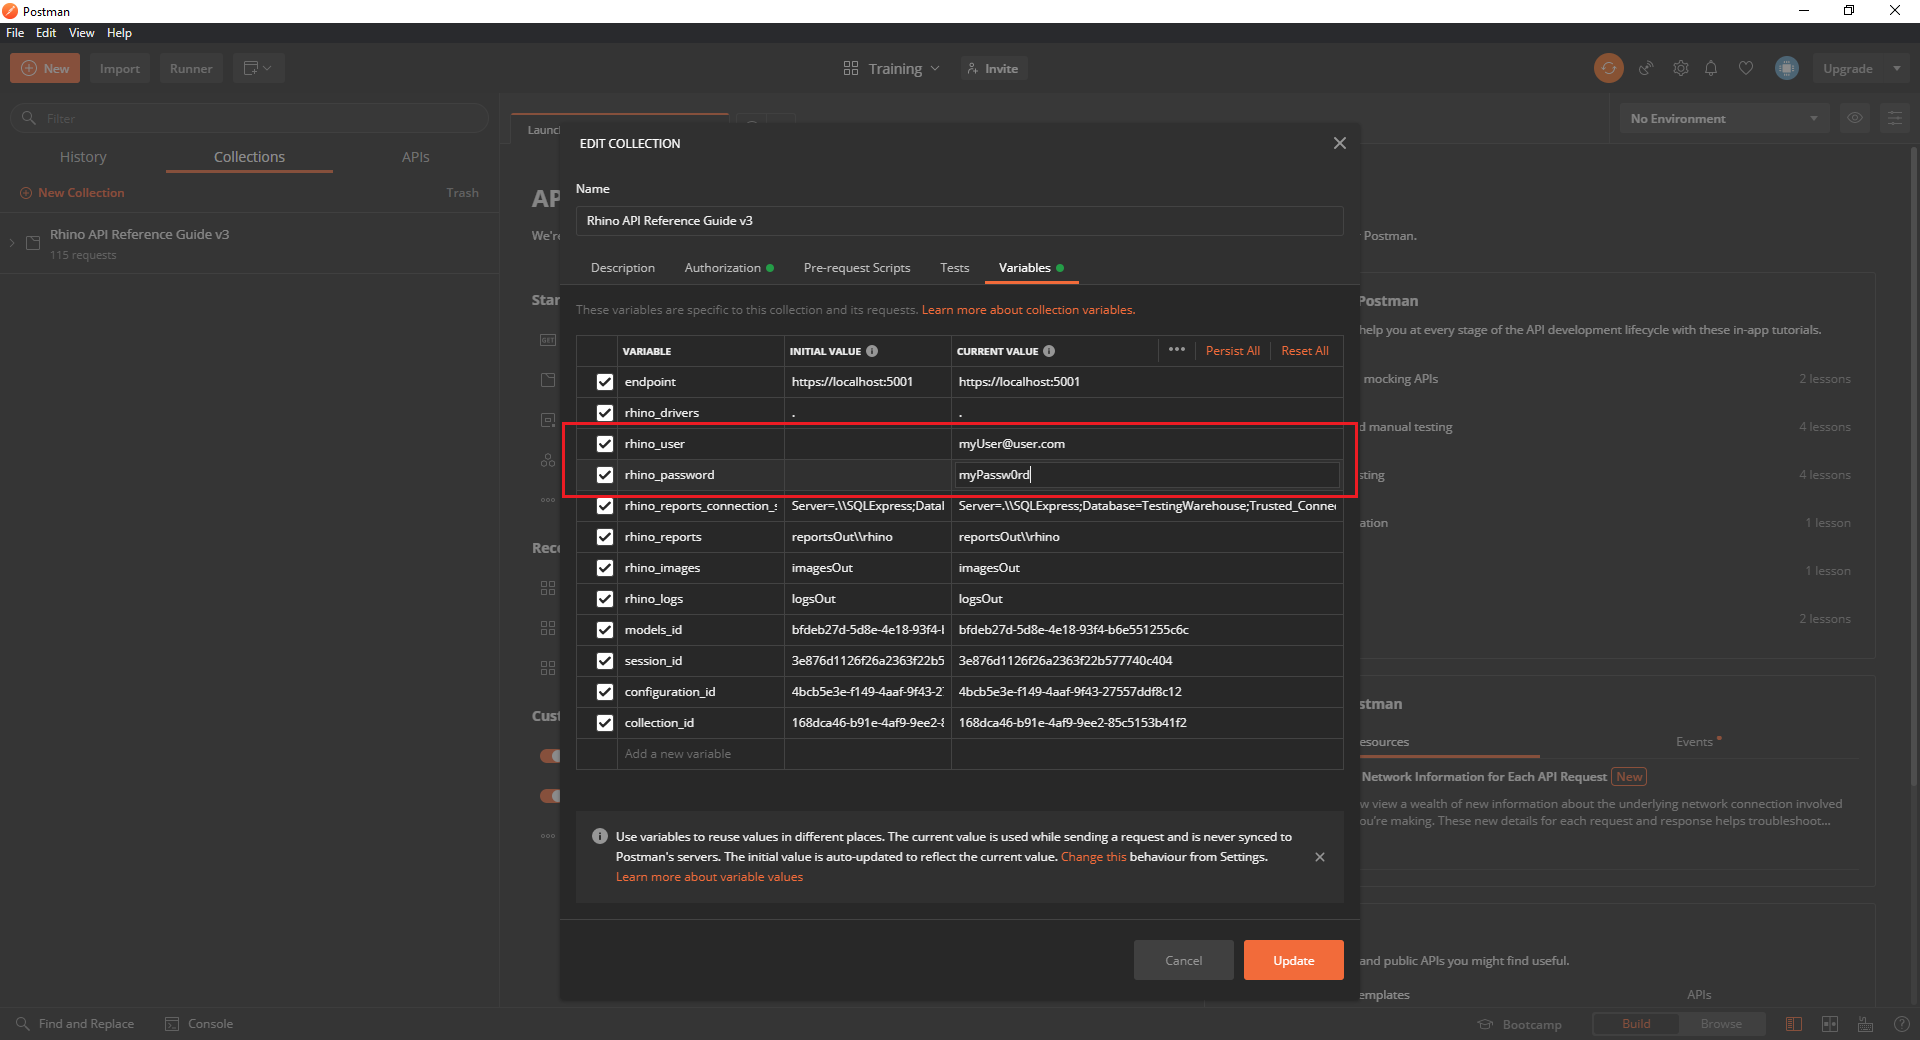 Postman
File Edit View Help
New Import Runner Training Invite Upgrade
Filter
No Environment
History Collections APIs
New Collection Trash
Rhino API Reference Guide v3
115 requests
EDIT COLLECTION
Name
Rhino API Reference Guide v3
Description Authorization Pre-request Scripts Tests Variables
These variables are specific to this collection and its requests. Learn more about collection variables.
VARIABLE INITIAL VALUE CURRENT VALUE ••• Persist All Reset All
endpoint https://localhost:5001 https://localhost:5001
rhino_drivers . .
rhino_user myUser@user.com
rhino_password myPassw0rd
rhino_reports_connection_s Server=.\\SQLExpress;Datal Server=.\\SQLExpress;Database=TestingWarehouse;Trusted_Connec
rhino_reports reportsOut\\rhino reportsOut\\rhino
rhino_images imagesOut imagesOut
rhino_logs logsOut logsOut
models_id bfdeb27d-5d8e-4e18-93f4-b bfdeb27d-5d8e-4e18-93f4-b6e551255c6c
session_id 3e876d1126f26a2363f22b5 3e876d1126f26a2363f22b577740c404
configuration_id 4bcb5e3e-f149-4aaf-9f43-27 4bcb5e3e-f149-4aaf-9f43-27557ddf8c12
collection_id 168dca46-b91e-4af9-9ee2-8 168dca46-b91e-4af9-9ee2-85c5153b41f2
Add a new variable
Use variables to reuse values in different places. The current value is used while sending a request and is never synced to
Postman's servers. The initial value is auto-updated to reflect the current value. Change this behaviour from Settings.
Learn more about variable values
Cancel Update
Launc
AP
We're
Star
GET
Reco
Cust
Postman.
Postman
help you at every stage of the API development lifecycle with these in-app tutorials.
mocking APIs 2 lessons
d manual testing 4 lessons
sting 4 lessons
ation 1 lesson
1 lesson
2 lessons
stman
esources Events
Network Information for Each API Request New
w view a wealth of new information about the underlying network connection involved
ou're making. These new details for each request and response helps troubleshoot...
and public APIs you might find useful.
emplates APIs
Find and Replace Console Bootcamp Build Browse